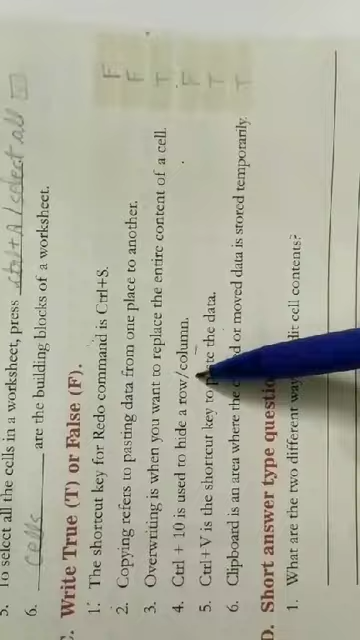 5. To select all the cells in a worksheet, press ctrl+A / select all
6. cells are the building blocks of a worksheet.
C. Write True (T) or False (F).
1. The shortcut key for Redo command is Ctrl+S. F
2. Copying refers to pasting data from one place to another. F
3. Overwriting is when you want to replace the entire content of a cell. T
4. Ctrl + 10 is used to hide a row/column. F
5. Ctrl+V is the shortcut key to the data. T
6. Clipboard is an area where the or moved data is stored temporarily. T
D. Short answer type
1. What are the two different cell contents?